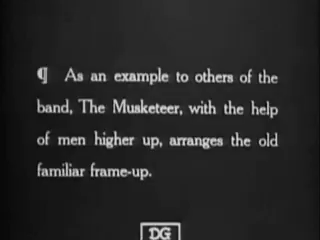 ¶ As an example to others of the
band, The Musketeer, with the help
of men higher up, arranges the old
familiar frame-up.
DG